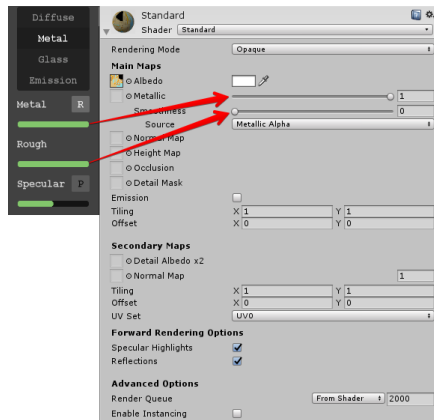 Diffuse
Metal
Glass
Emission
Metal R
Rough
Specular P
Standard
Shader Standard
Rendering Mode Opaque
Main Maps
Albedo
Metallic 1
Smoothness 0
Source Metallic Alpha
Normal Map
Height Map
Occlusion
Detail Mask
Emission
Tiling X 1 Y 1
Offset X 0 Y 0
Secondary Maps
Detail Albedo x2
Normal Map 1
Tiling X 1 Y 1
Offset X 0 Y 0
UV Set UV0
Forward Rendering Options
Specular Highlights
Reflections
Advanced Options
Render Queue From Shader 2000
Enable Instancing